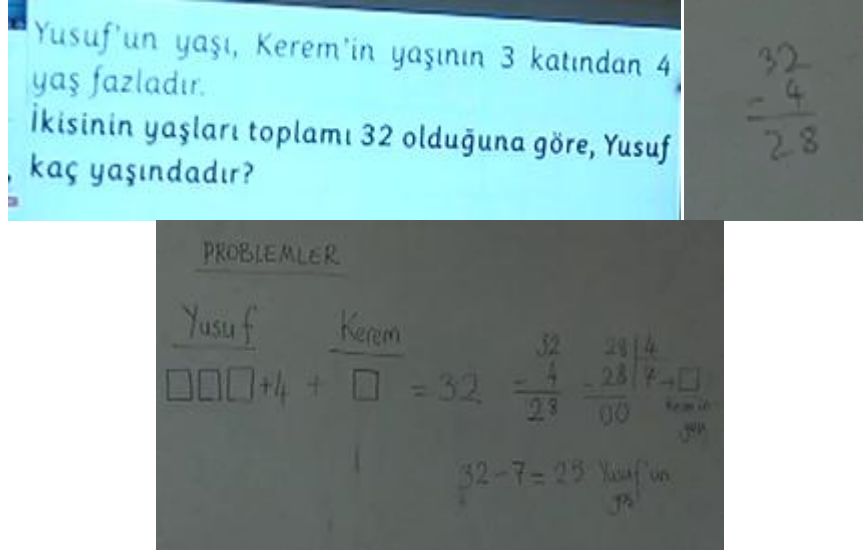 Yusuf'un yaşı, Kerem'in yaşının 3 katından 4
yaş fazladır.
İkisinin yaşları toplamı 32 olduğuna göre, Yusuf
kaç yaşındadır?
32
- 4
28
PROBLEMLER
Yusuf Kerem
□□□+4 + □ = 32
32
- 4
28
28 | 4
- 28 | 7 → □
00 Kerem'in
yaşı
32-7= 25 Yusuf'un
yaşı